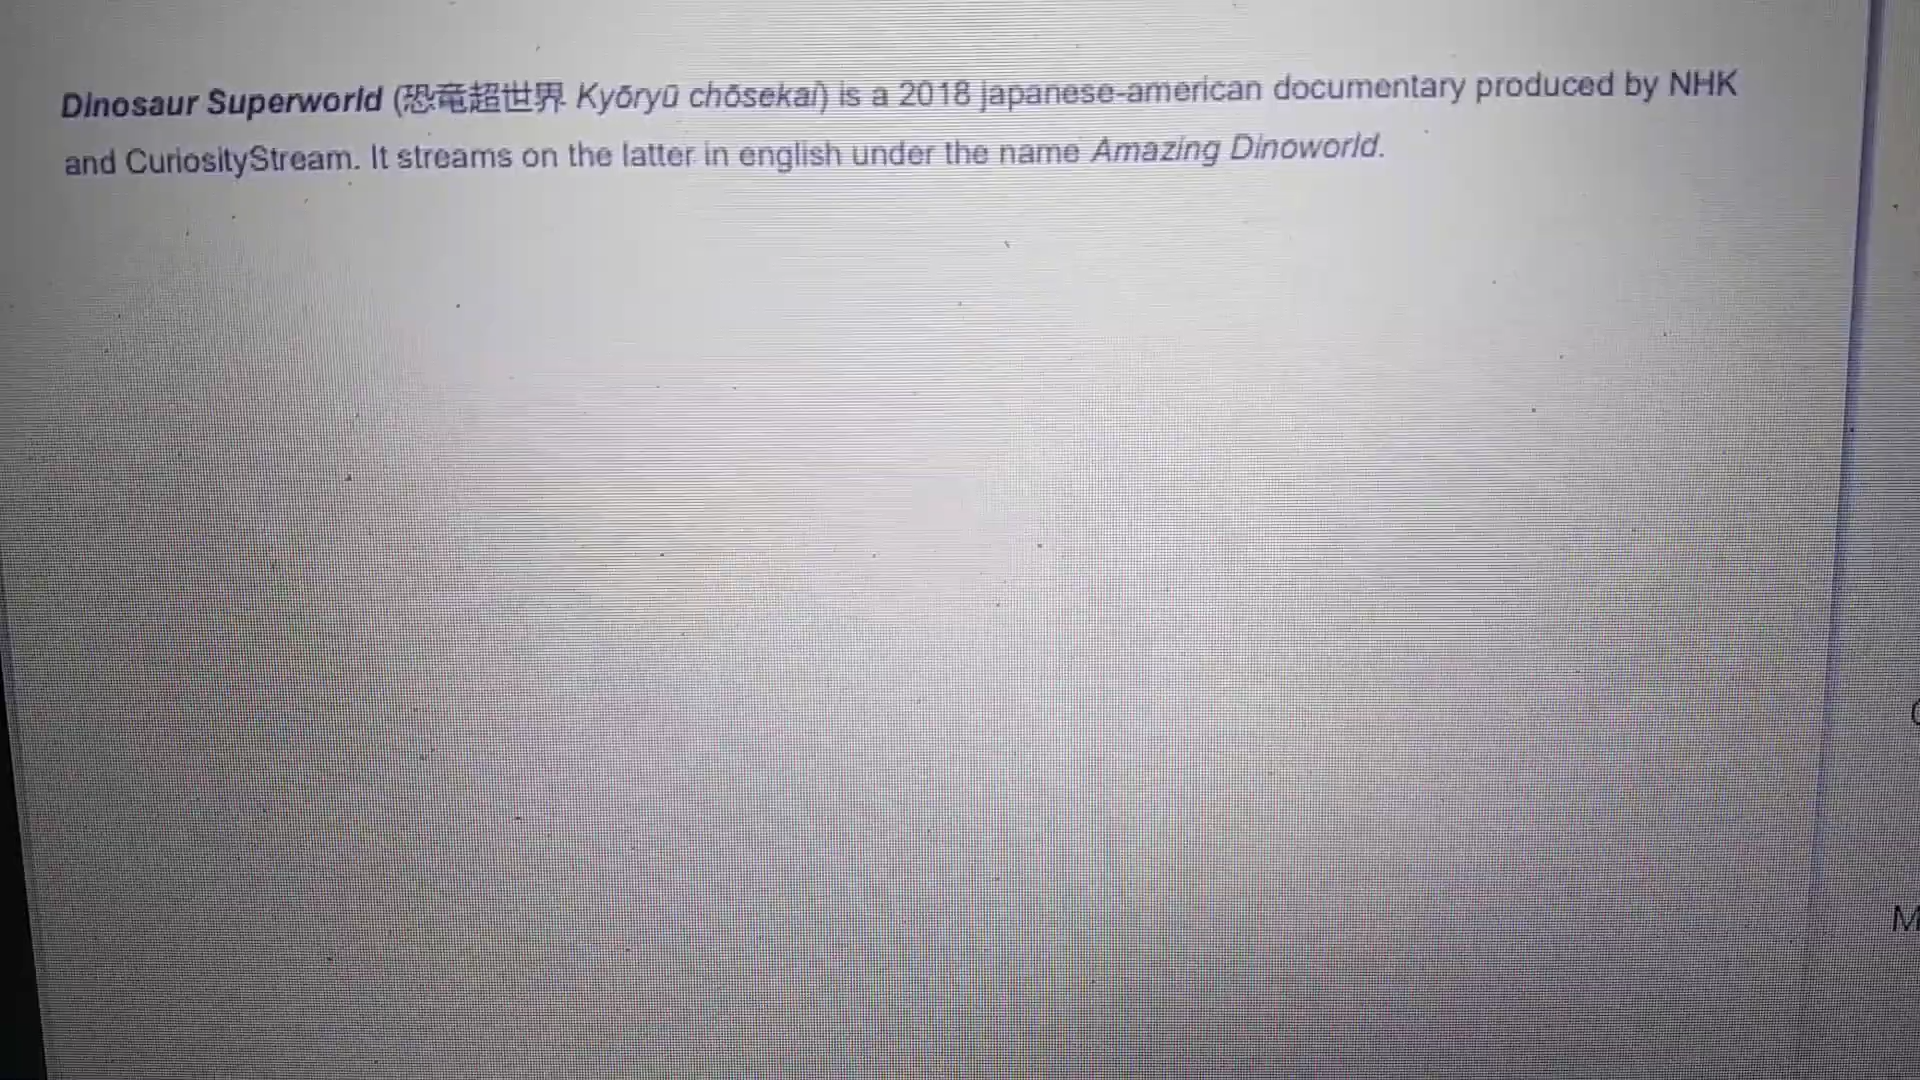 Dinosaur Superworld (恐竜超世界 Kyōryū chōsekai) is a 2018 japanese-american documentary produced by NHK
and CuriosityStream. It streams on the latter in english under the name Amazing Dinoworld.